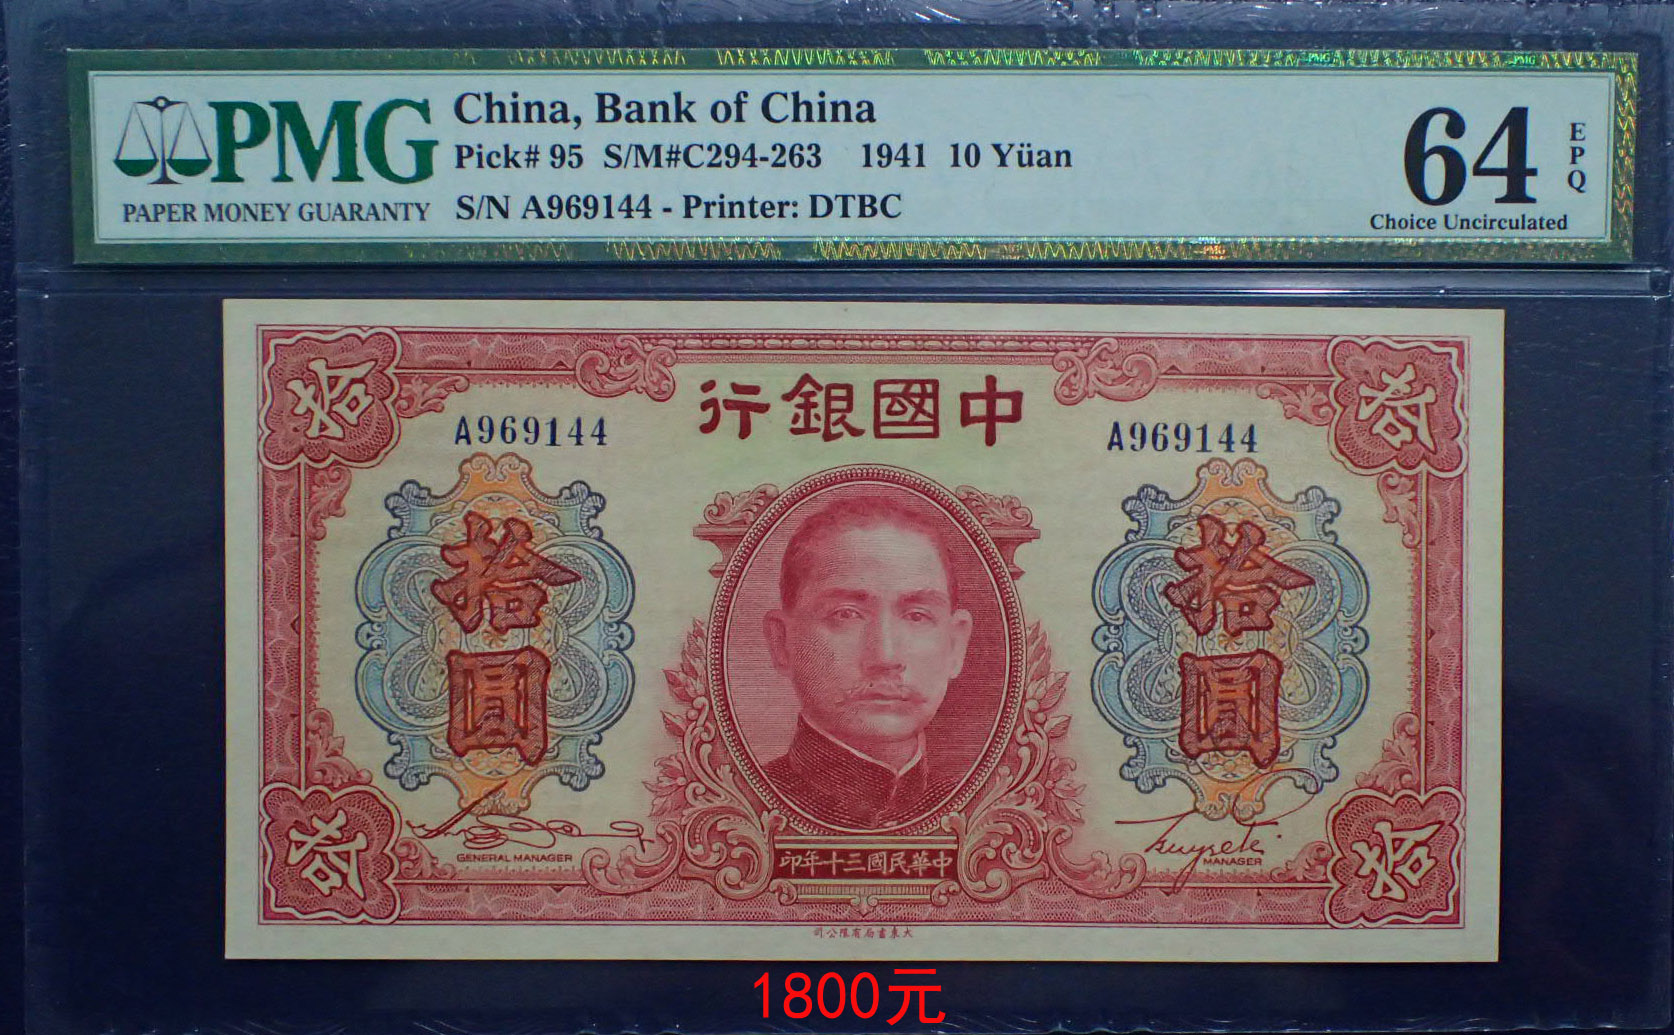 PMG
PAPER MONEY GUARANTY
China, Bank of China
Pick# 95 S/M#C294-263 1941 10 Yüan
S/N A969144 - Printer: DTBC
64
EPQ
Choice Uncirculated
拾
拾
行銀國中
A969144
A969144
拾圓
拾圓
GENERAL MANAGER
MANAGER
印年十三國民華中
拾
拾
司公限有局書東大
1800元